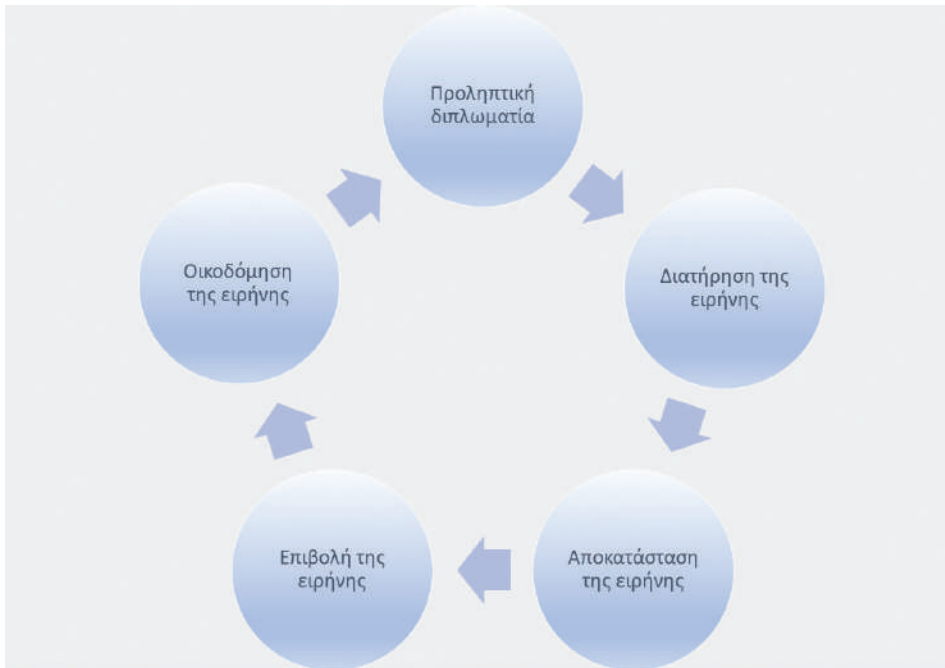 Προληπτική
διπλωματία
Διατήρηση της
ειρήνης
Αποκατάσταση
της ειρήνης
Επιβολή της
ειρήνης
Οικοδόμηση
της ειρήνης